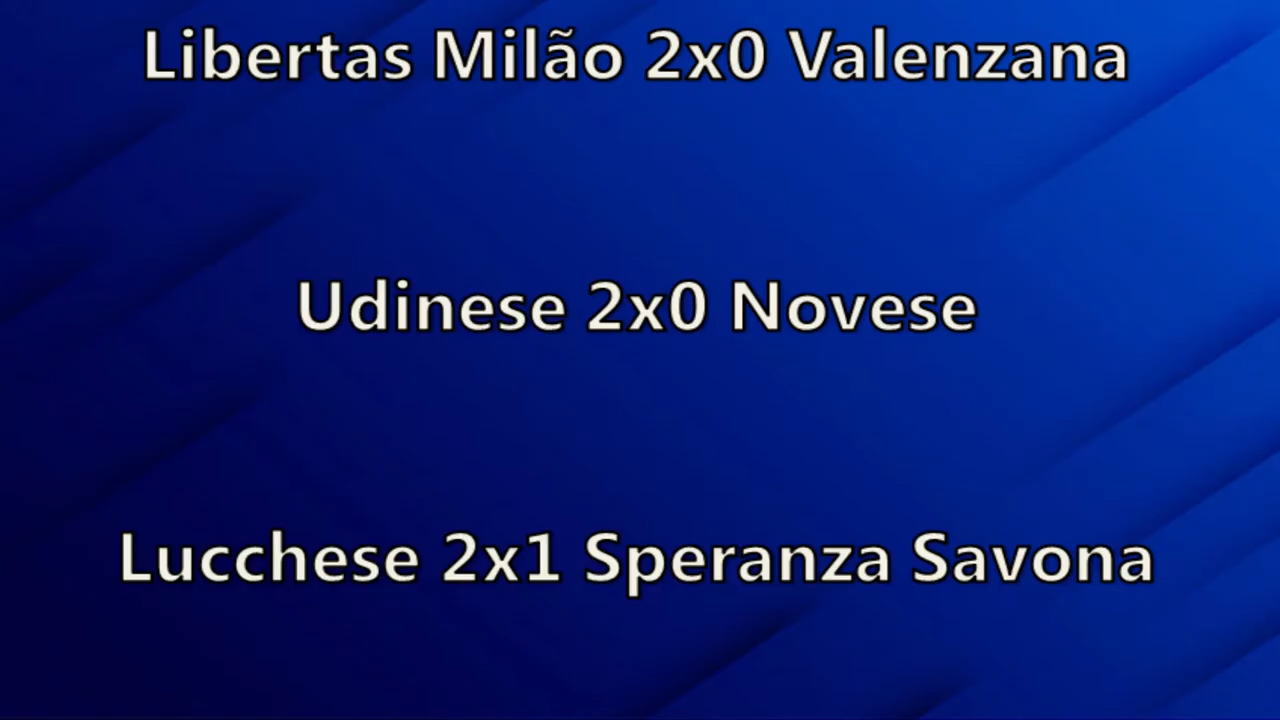 Libertas Milão 2x0 Valenzana
Udinese 2x0 Novese
Lucchese 2x1 Speranza Savona